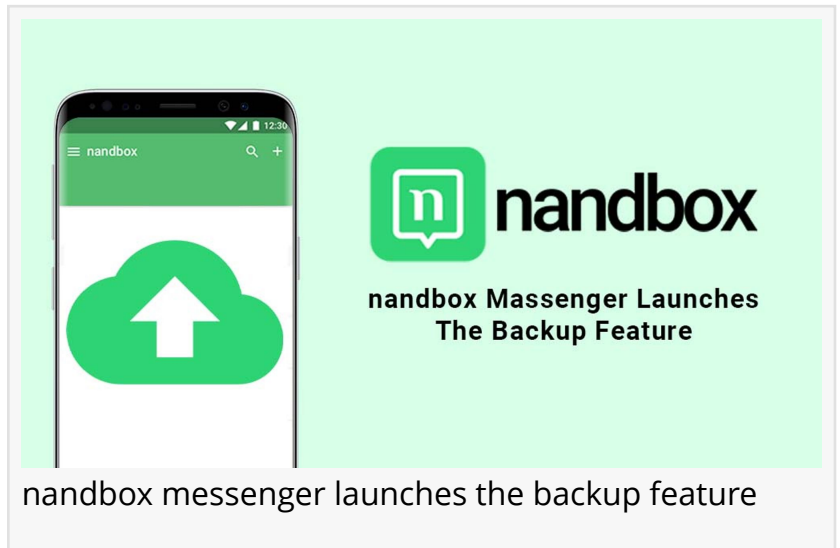 12:30
nandbox
n
nandbox
nandbox Massenger Launches
The Backup Feature
nandbox messenger launches the backup feature